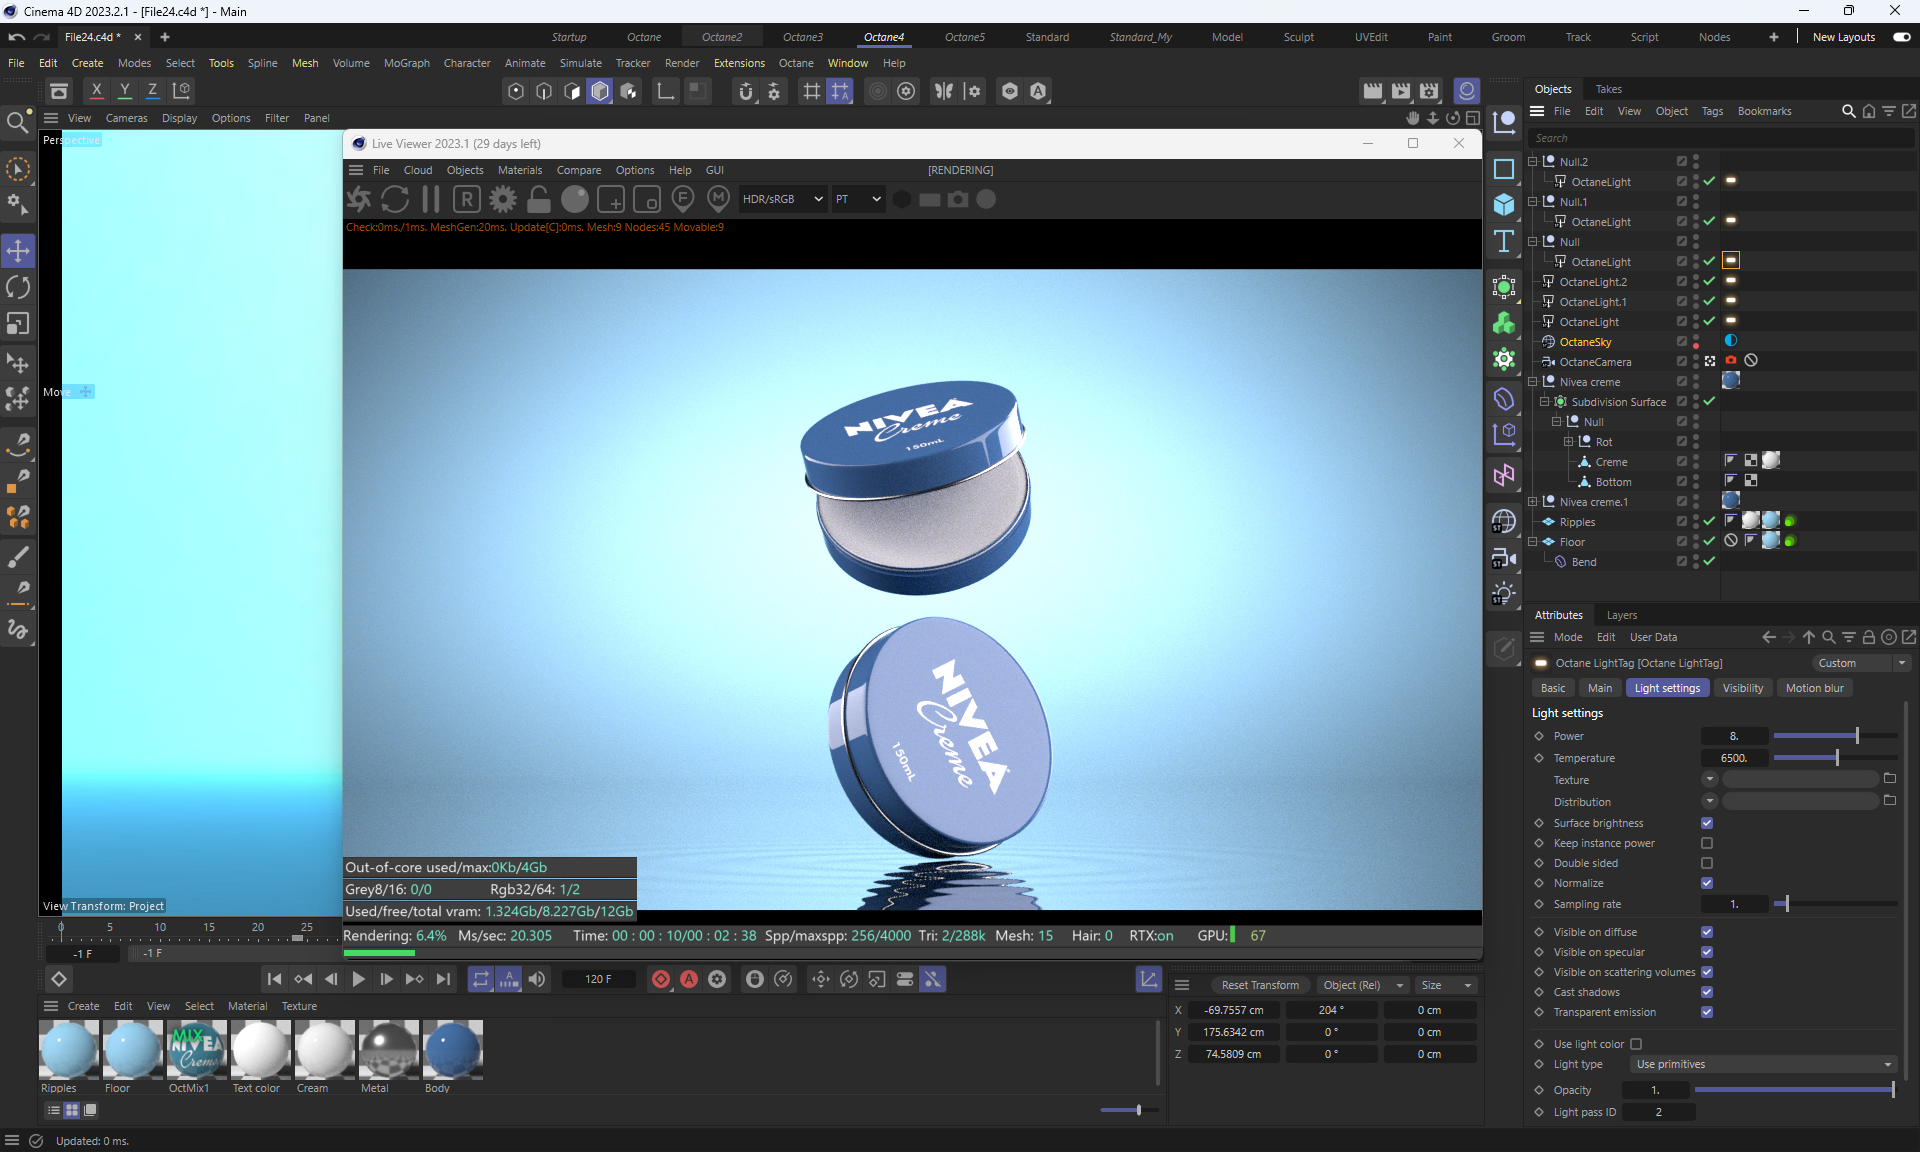 Cinema 4D 2023.2.1 - [File24.c4d *] - Main
File24.c4d *
Startup Octane Octane2 Octane3 Octane4 Octane5 Standard Standard_My Model Sculpt UVEdit Paint Groom Track Script Nodes New Layouts
File Edit Create Modes Select Tools Spline Mesh Volume MoGraph Character Animate Simulate Tracker Render Extensions Octane Window Help
X Y Z
View Cameras Display Options Filter Panel
Perspective
Move
View Transform: Project
Live Viewer 2023.1 (29 days left)
File Cloud Objects Materials Compare Options Help GUI [RENDERING]
HDR/sRGB PT
Check:0ms./1ms. MeshGen:20ms. Update[C]:0ms. Mesh:9 Nodes:45 Movable:9
NIVEA
Creme
150mL
NIVEA
Creme
150mL
Out-of-core used/max:0Kb/4Gb
Grey8/16: 0/0 Rgb32/64: 1/2
Used/free/total vram: 1.324Gb/8.227Gb/12Gb
Rendering: 6.4% Ms/sec: 20.305 Time: 00 : 00 : 10/00 : 02 : 38 Spp/maxspp: 256/4000 Tri: 2/288k Mesh: 15 Hair: 0 RTX:on GPU: 67
0 5 10 15 20 25
-1 F -1 F
120 F
Create Edit View Select Material Texture
MIX
NIVEA
Creme
Ripples Floor OctMix1 Text color Cream Metal Body
Reset Transform Object (Rel) Size
X -69.7557 cm 204 ° 0 cm
Y 175.6342 cm 0 ° 0 cm
Z 74.5809 cm 0 ° 0 cm
Updated: 0 ms.
Objects Takes
File Edit View Object Tags Bookmarks
Search
Null.2
OctaneLight
Null.1
OctaneLight
Null
OctaneLight
OctaneLight.2
OctaneLight.1
OctaneLight
OctaneSky
OctaneCamera
Nivea creme
Subdivision Surface
Null
Rot
Creme
Bottom
Nivea creme.1
Ripples
Floor
Bend
Attributes Layers
Mode Edit User Data
Octane LightTag [Octane LightTag] Custom
Basic Main Light settings Visibility Motion blur
Light settings
Power 8.
Temperature 6500.
Texture
Distribution
Surface brightness
Keep instance power
Double sided
Normalize
Sampling rate 1.
Visible on diffuse
Visible on specular
Visible on scattering volumes
Cast shadows
Transparent emission
Use light color
Light type Use primitives
Opacity 1.
Light pass ID 2